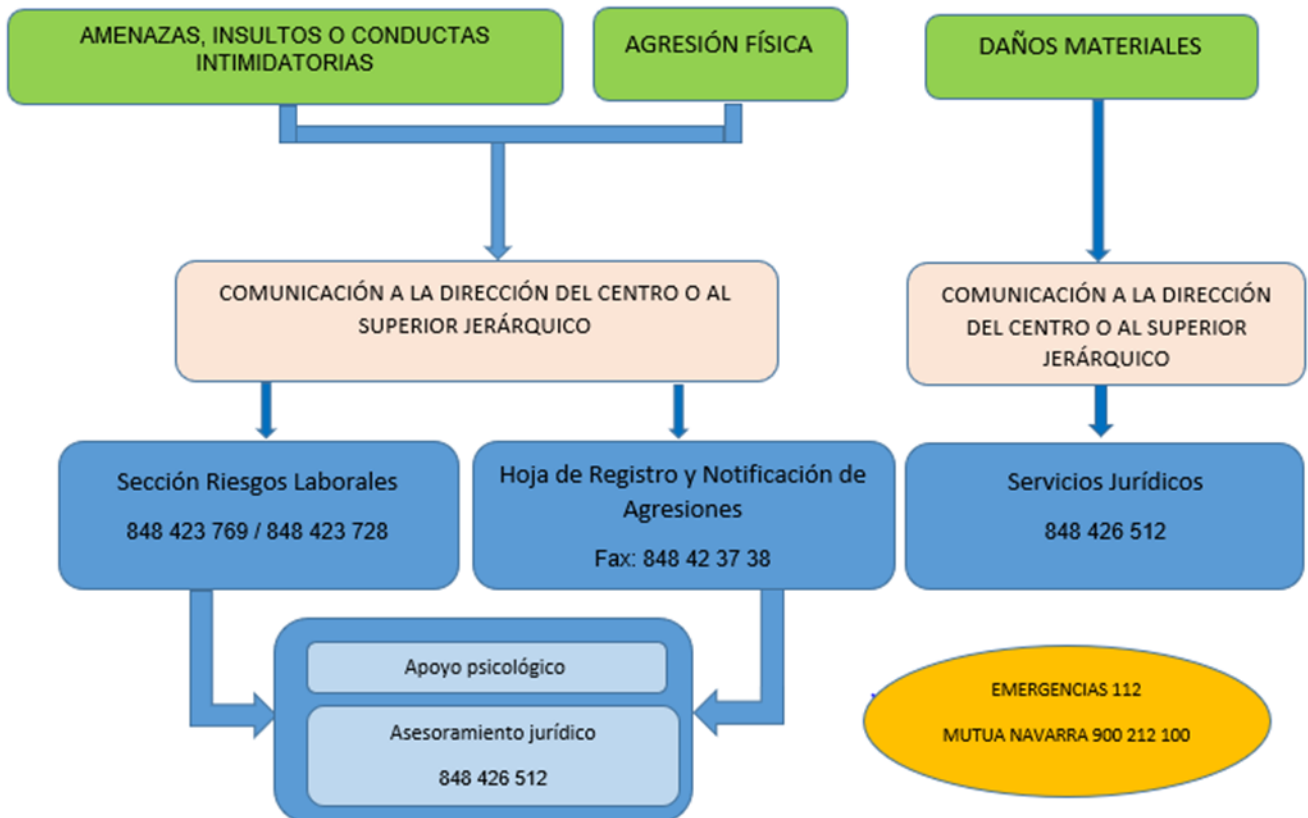 AMENAZAS, INSULTOS O CONDUCTAS
INTIMIDATORIAS
AGRESIÓN FÍSICA
DAÑOS MATERIALES
COMUNICACIÓN A LA DIRECCIÓN DEL CENTRO O AL
SUPERIOR JERÁRQUICO
COMUNICACIÓN A LA DIRECCIÓN
DEL CENTRO O AL SUPERIOR
JERÁRQUICO
Sección Riesgos Laborales
848 423 769 / 848 423 728
Hoja de Registro y Notificación de
Agresiones
Fax: 848 42 37 38
Servicios Jurídicos
848 426 512
Apoyo psicológico
Asesoramiento jurídico
848 426 512
EMERGENCIAS 112
MUTUA NAVARRA 900 212 100